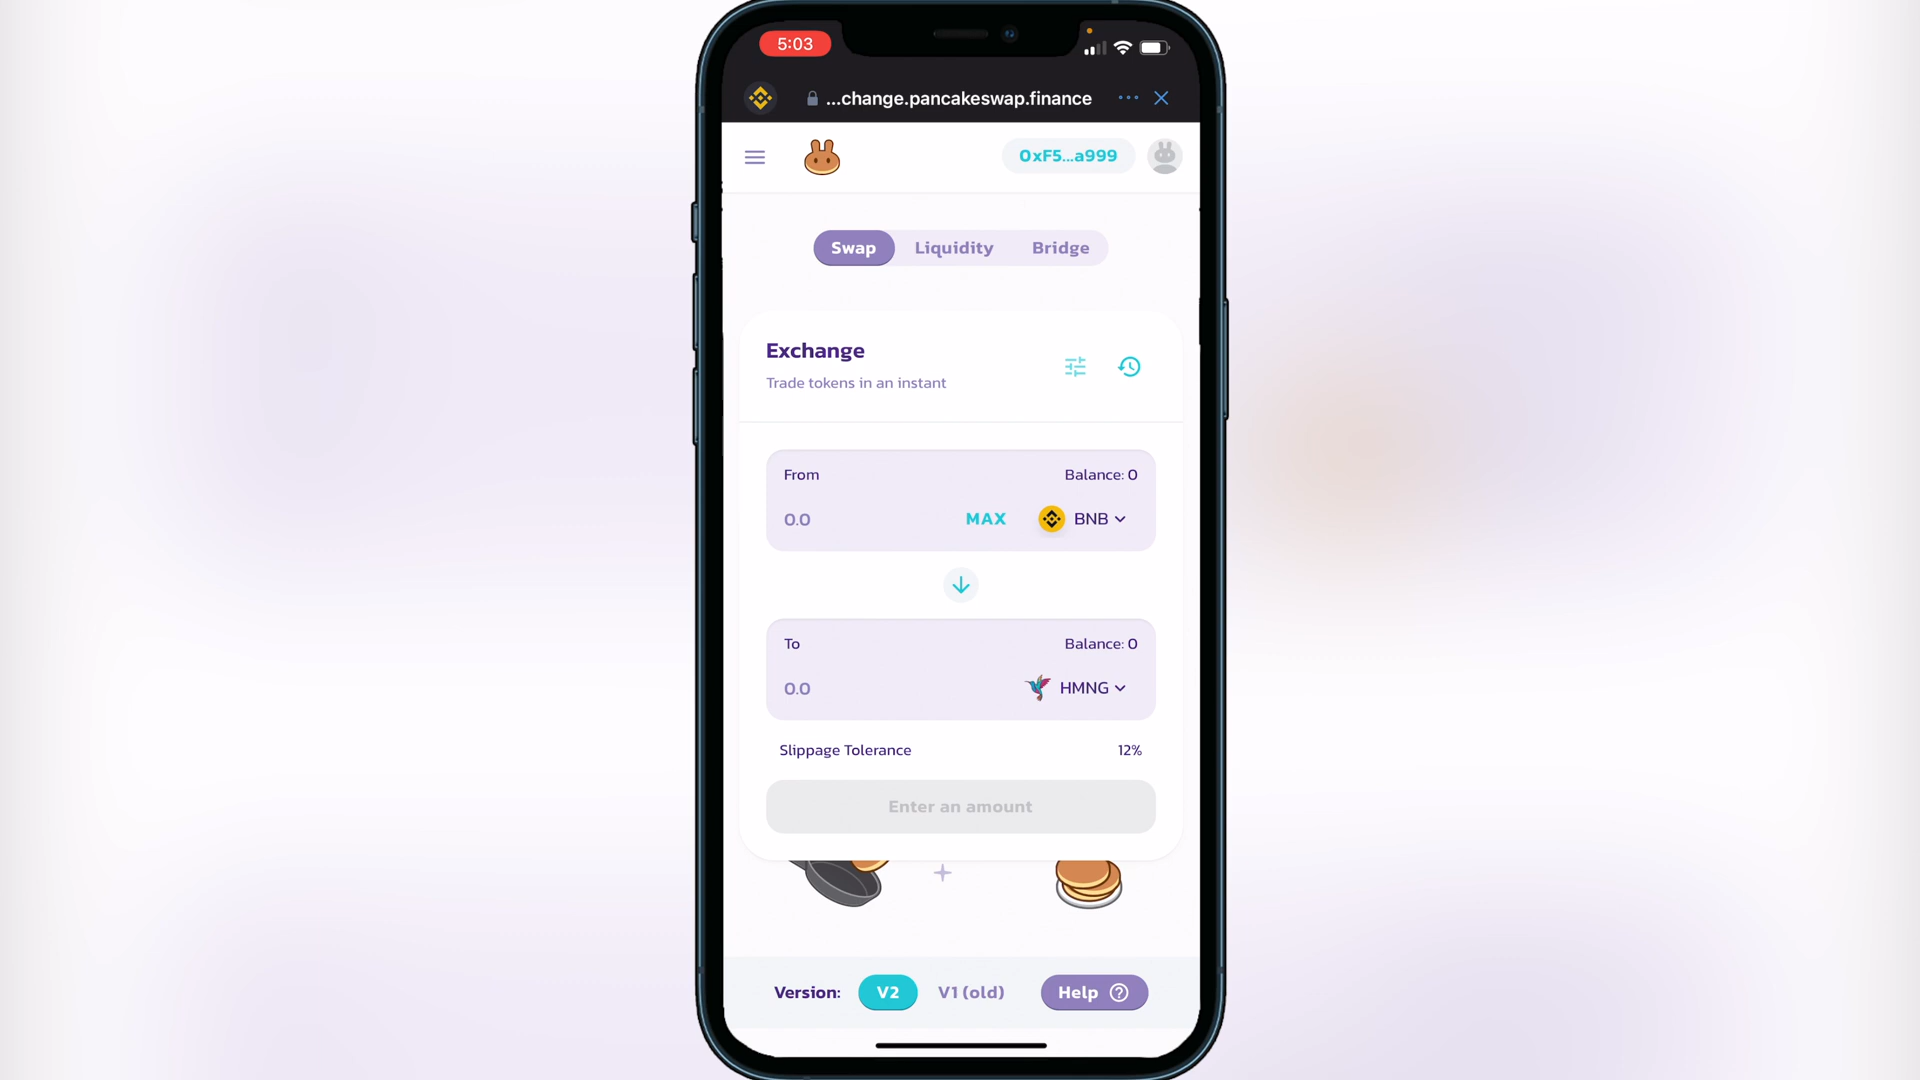 5:03
...change.pancakeswap.finance
0xF5...a999
Swap Liquidity Bridge
Exchange
Trade tokens in an instant
From Balance: 0
0.0 MAX BNB
To Balance: 0
0.0 HMNG
Slippage Tolerance 12%
Enter an amount
Version: V2 V1 (old) Help